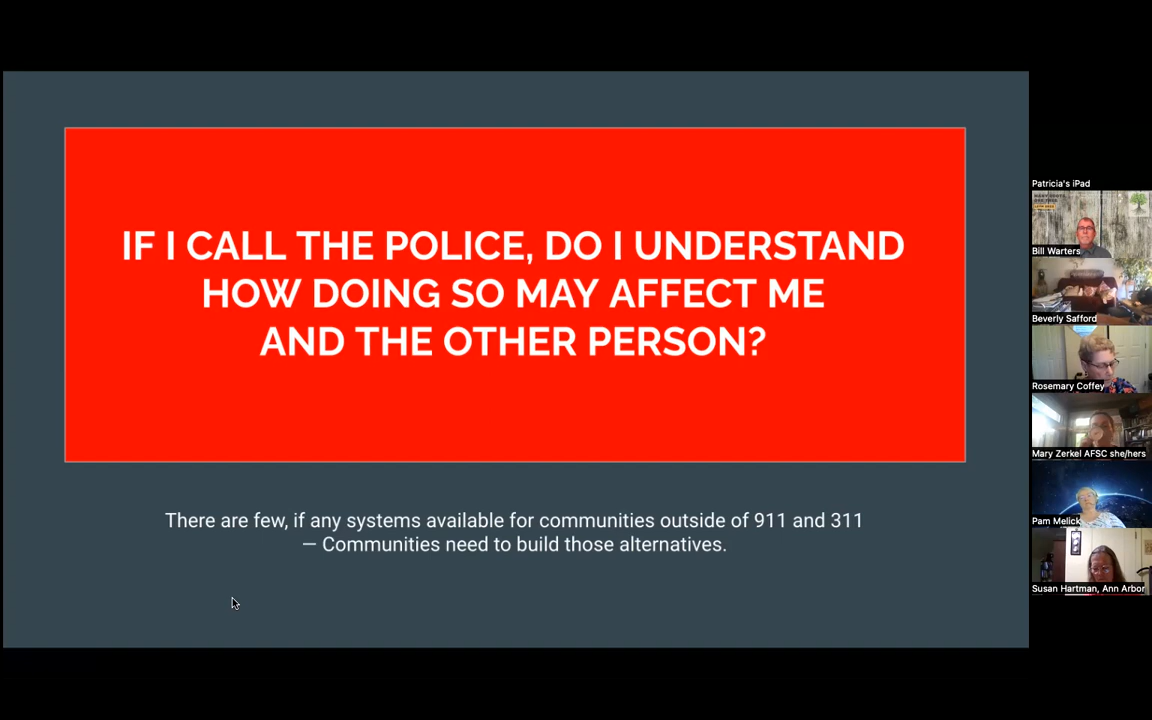 IF I CALL THE POLICE, DO I UNDERSTAND
HOW DOING SO MAY AFFECT ME
AND THE OTHER PERSON?
There are few, if any systems available for communities outside of 911 and 311
— Communities need to build those alternatives.
Patricia's iPad
Bill Warters
Beverly Safford
Rosemary Coffey
Mary Zerkel AFSC she/hers
Pam Melick
Susan Hartman, Ann Arbor